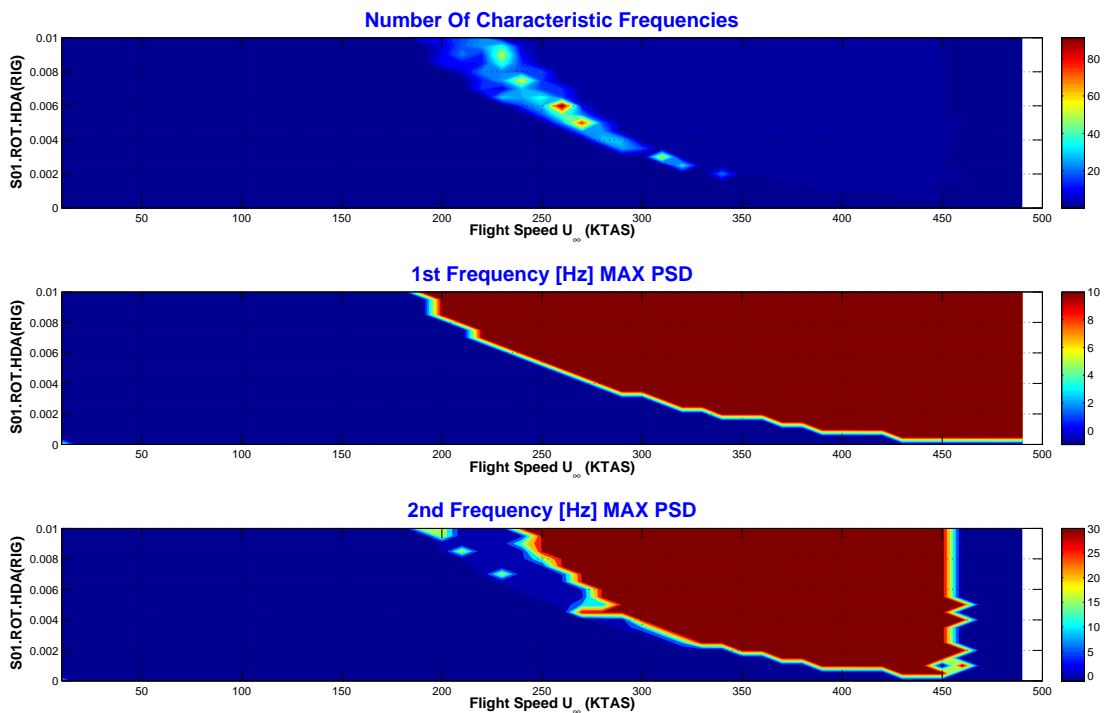 Number Of Characteristic Frequencies
S01.ROT.HDA(RIG)
0.01
0.008
0.006
0.004
0.002
0
50 100 150 200 250 300 350 400 450 500
Flight Speed U∞ (KTAS)
80
60
40
20
1st Frequency [Hz] MAX PSD
S01.ROT.HDA(RIG)
0.01
0.008
0.006
0.004
0.002
0
50 100 150 200 250 300 350 400 450 500
Flight Speed U∞ (KTAS)
10
8
6
4
2
0
2nd Frequency [Hz] MAX PSD
S01.ROT.HDA(RIG)
0.01
0.008
0.006
0.004
0.002
0
50 100 150 200 250 300 350 400 450 500
Flight Speed U∞ (KTAS)
30
25
20
15
10
5
0